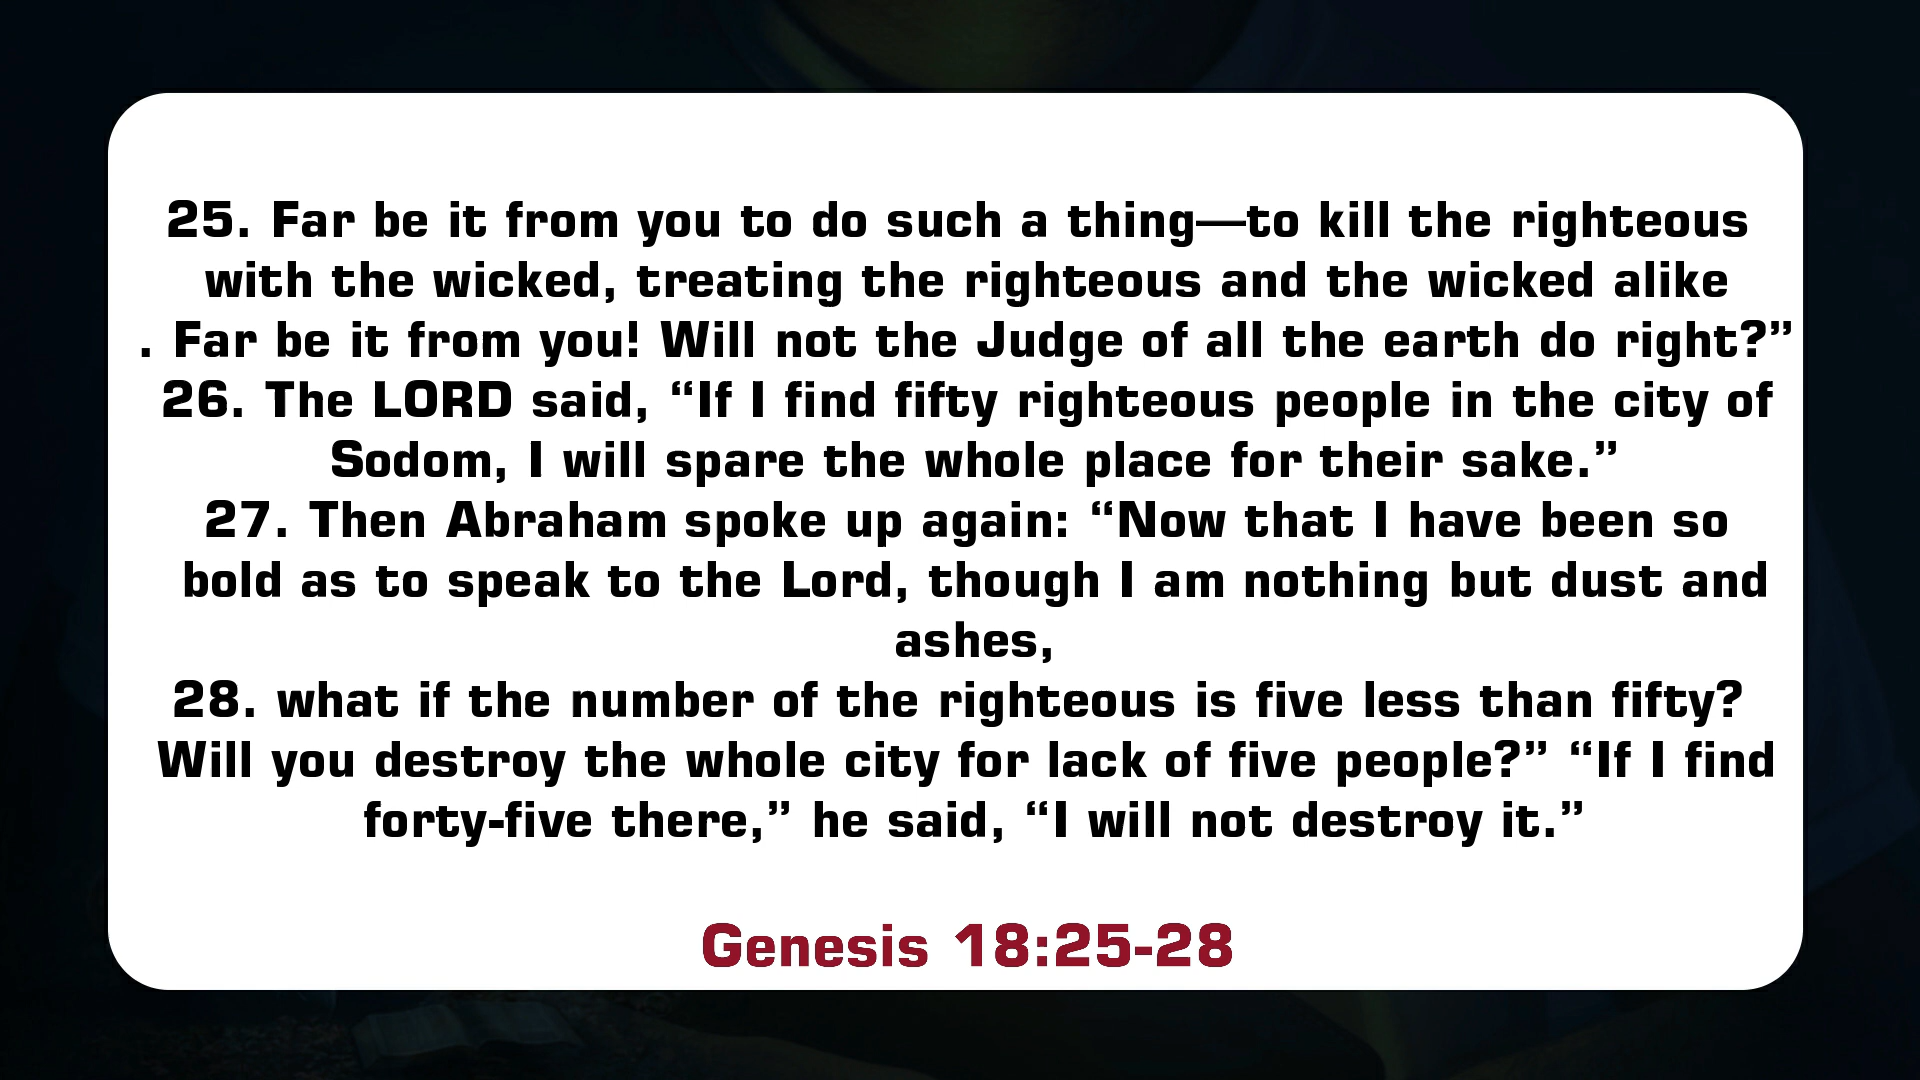 25. Far be it from you to do such a thing—to kill the righteous
with the wicked, treating the righteous and the wicked alike
. Far be it from you! Will not the Judge of all the earth do right?”
26. The LORD said, “If I find fifty righteous people in the city of
Sodom, I will spare the whole place for their sake.”
27. Then Abraham spoke up again: “Now that I have been so
bold as to speak to the Lord, though I am nothing but dust and
ashes,
28. what if the number of the righteous is five less than fifty?
Will you destroy the whole city for lack of five people?” “If I find
forty-five there,” he said, “I will not destroy it.”
Genesis 18:25-28